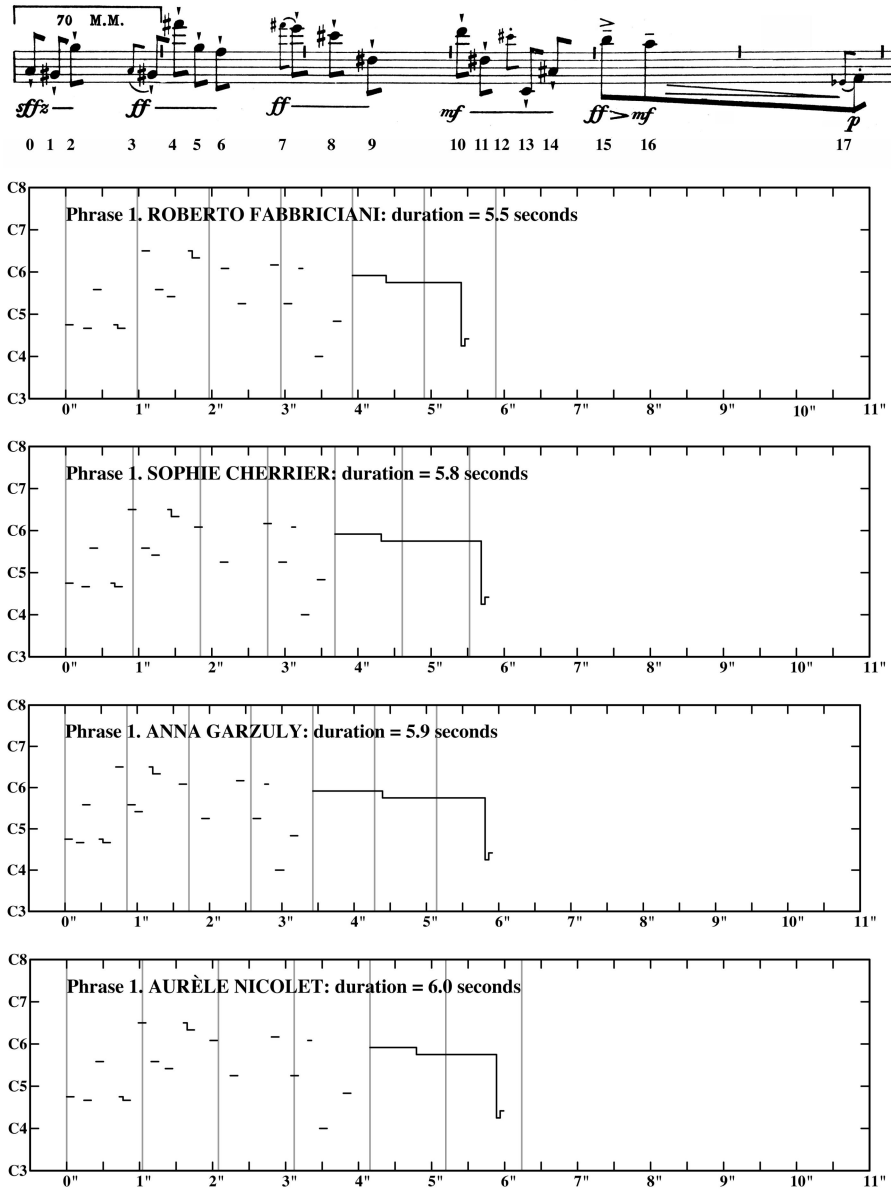 70 M.M.
sffz ff ff mf ff > mf p
0 1 2 3 4 5 6 7 8 9 10 11 12 13 14 15 16 17
C8
Phrase 1. ROBERTO FABBRICIANI: duration = 5.5 seconds
C7
C6
C5
C4
C3
0" 1" 2" 3" 4" 5" 6" 7" 8" 9" 10" 11"
C8
Phrase 1. SOPHIE CHERRIER: duration = 5.8 seconds
C7
C6
C5
C4
C3
0" 1" 2" 3" 4" 5" 6" 7" 8" 9" 10" 11"
C8
Phrase 1. ANNA GARZULY: duration = 5.9 seconds
C7
C6
C5
C4
C3
0" 1" 2" 3" 4" 5" 6" 7" 8" 9" 10" 11"
C8
Phrase 1. AURÈLE NICOLET: duration = 6.0 seconds
C7
C6
C5
C4
C3
0" 1" 2" 3" 4" 5" 6" 7" 8" 9" 10" 11"